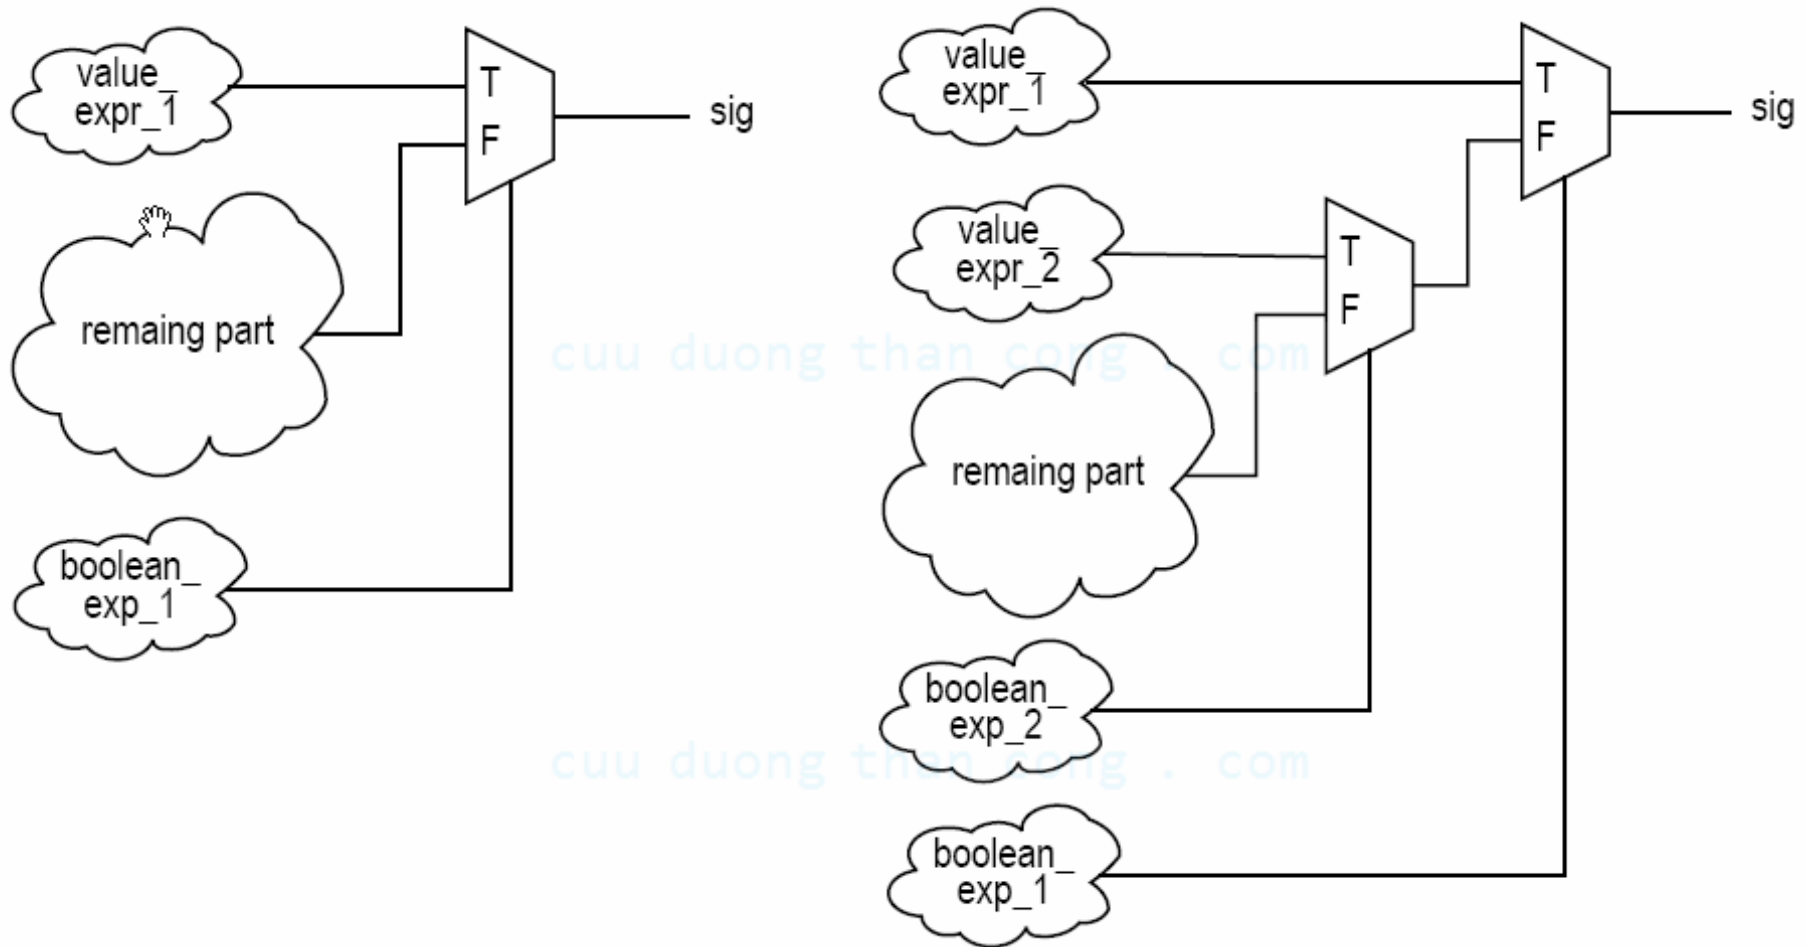 value_
expr_1
T
F
sig
remaing part
boolean_
exp_1
value_
expr_1
T
F
sig
value_
expr_2
T
F
remaing part
boolean_
exp_2
boolean_
exp_1
cuu duong than cong . com
cuu duong than cong . com